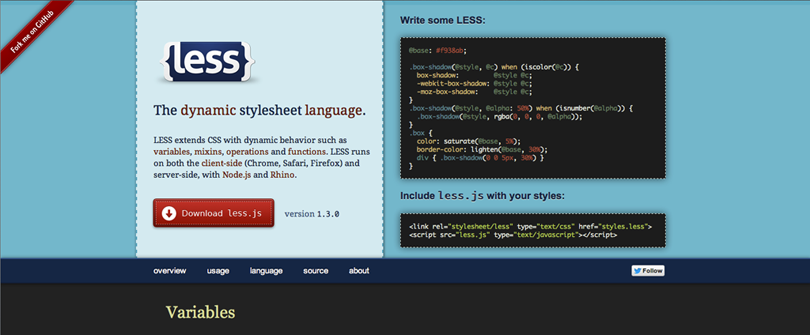 Fork me on GitHub
{less}
The dynamic stylesheet language.
LESS extends CSS with dynamic behavior such as
variables, mixins, operations and functions. LESS runs
on both the client-side (Chrome, Safari, Firefox) and
server-side, with Node.js and Rhino.
Download less.js
version 1.3.0
Write some LESS:
@base: #f938ab;
.box-shadow(@style, @c) when (iscolor(@c)) {
box-shadow: @style @c;
-webkit-box-shadow: @style @c;
-moz-box-shadow: @style @c;
}
.box-shadow(@style, @alpha: 50%) when (isnumber(@alpha)) {
.box-shadow(@style, rgba(0, 0, 0, @alpha));
}
.box {
color: saturate(@base, 5%);
border-color: lighten(@base, 30%);
div { .box-shadow(0 0 5px, 30%) }
}
Include less.js with your styles:
<link rel="stylesheet/less" type="text/css" href="styles.less">
<script src="less.js" type="text/javascript"></script>
overview usage language source about
Follow
Variables